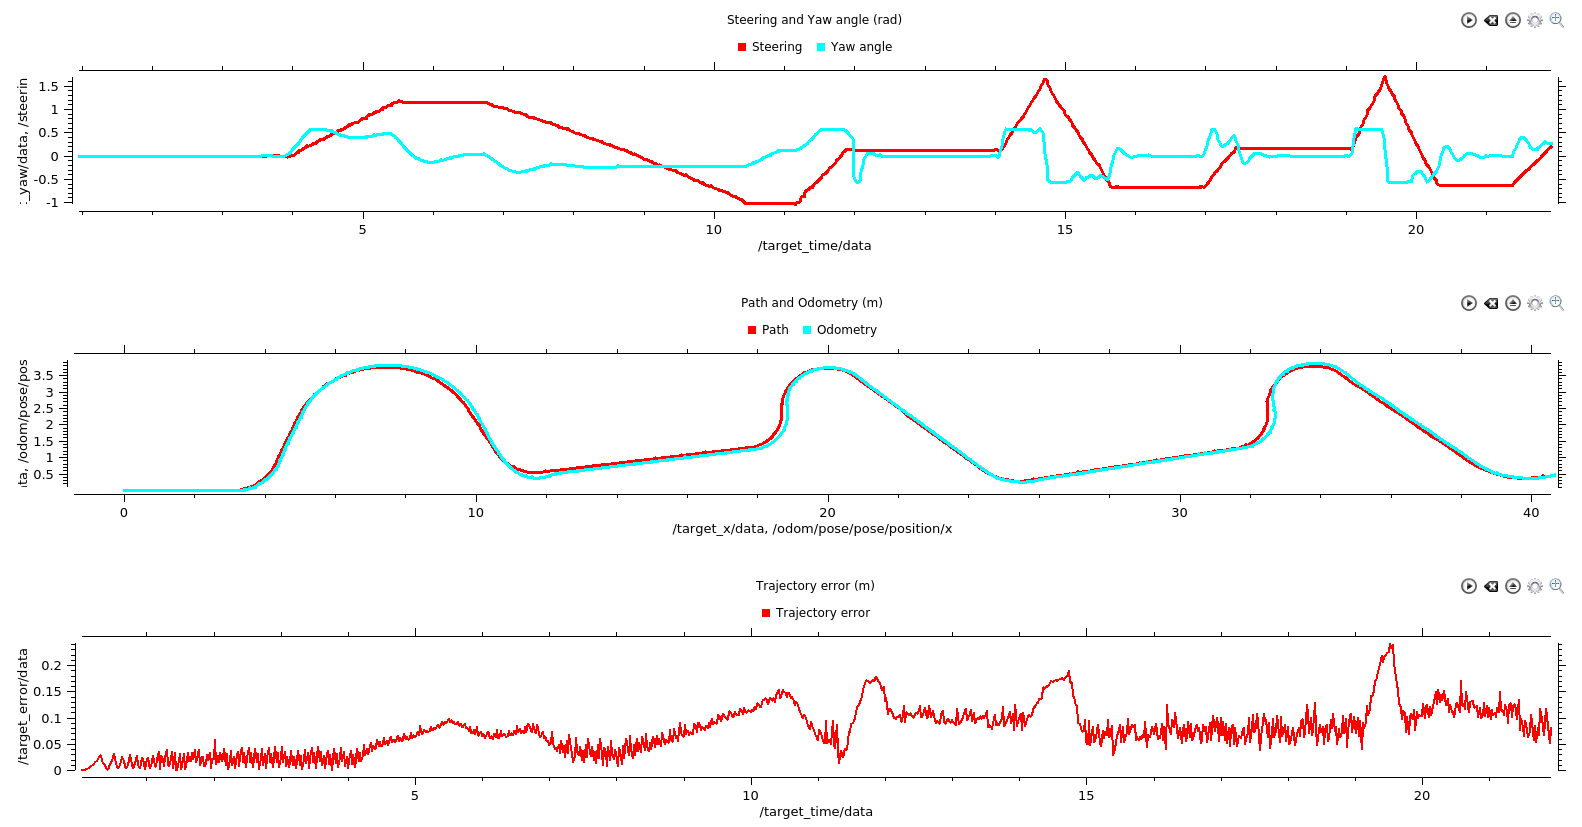 Steering and Yaw angle (rad)
Steering Yaw angle
_yaw/data, /steerin
1.5
1
0.5
0
-0.5
-1
5 10 15 20
/target_time/data
Path and Odometry (m)
Path Odometry
ta, /odom/pose/pos
3.5
3
2.5
2
1.5
1
0.5
0 10 20 30 40
/target_x/data, /odom/pose/pose/position/x
Trajectory error (m)
Trajectory error
/target_error/data
0.2
0.15
0.1
0.05
0
5 10 15 20
/target_time/data